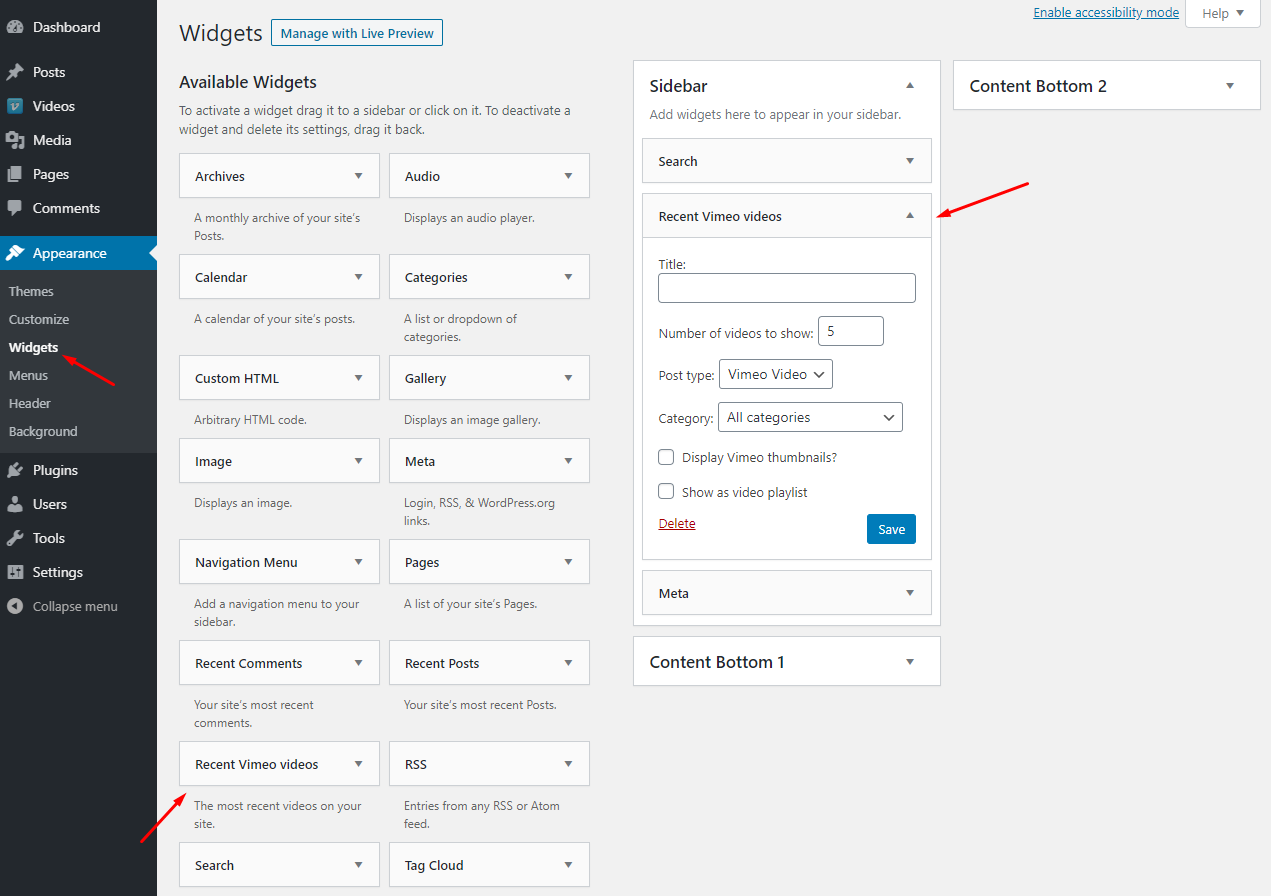 Dashboard
Posts
Videos
Media
Pages
Comments
Appearance
Themes
Customize
Widgets
Menus
Header
Background
Plugins
Users
Tools
Settings
Collapse menu
Enable accessibility mode
Help
Widgets
Manage with Live Preview
Available Widgets
To activate a widget drag it to a sidebar or click on it. To deactivate a
widget and delete its settings, drag it back.
Archives
A monthly archive of your site’s
Posts.
Audio
Displays an audio player.
Calendar
A calendar of your site’s posts.
Categories
A list or dropdown of
categories.
Custom HTML
Arbitrary HTML code.
Gallery
Displays an image gallery.
Image
Displays an image.
Meta
Login, RSS, & WordPress.org
links.
Navigation Menu
Add a navigation menu to your
sidebar.
Pages
A list of your site’s Pages.
Recent Comments
Your site’s most recent
comments.
Recent Posts
Your site’s most recent Posts.
Recent Vimeo videos
The most recent videos on your
site.
RSS
Entries from any RSS or Atom
feed.
Search
Tag Cloud
Sidebar
Add widgets here to appear in your sidebar.
Search
Recent Vimeo videos
Title:
Number of videos to show: 5
Post type: Vimeo Video
Category: All categories
Display Vimeo thumbnails?
Show as video playlist
Delete
Save
Meta
Content Bottom 1
Content Bottom 2